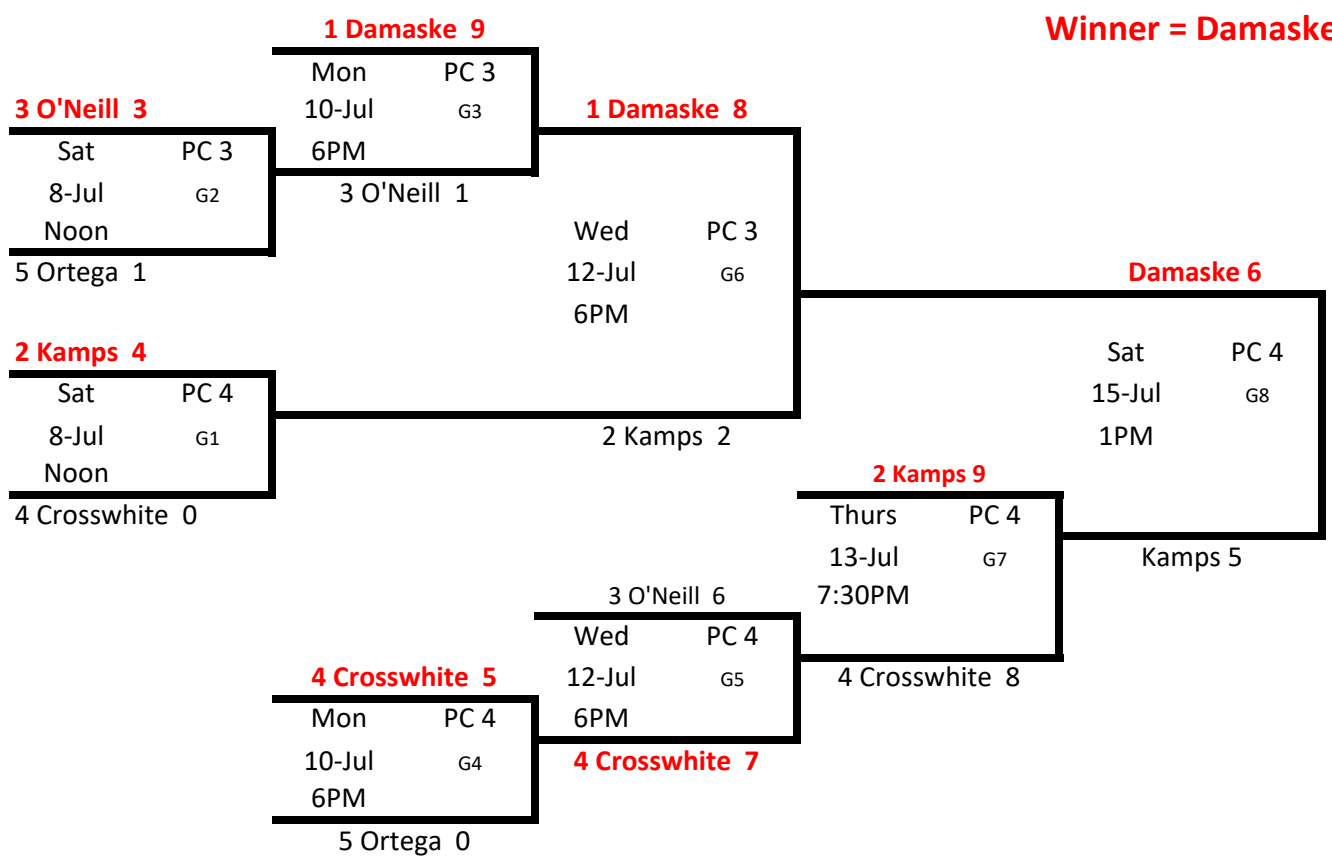 1 Damaske 9
Winner = Damaske
Mon PC 3
3 O'Neill 3
10-Jul G3
1 Damaske 8
Sat PC 3
6PM
8-Jul G2
3 O'Neill 1
Noon
Wed PC 3
5 Ortega 1
12-Jul G6
Damaske 6
6PM
2 Kamps 4
Sat PC 4
Sat PC 4
15-Jul G8
8-Jul G1
2 Kamps 2
1PM
Noon
2 Kamps 9
4 Crosswhite 0
Thurs PC 4
13-Jul G7
Kamps 5
3 O'Neill 6
7:30PM
Wed PC 4
4 Crosswhite 5
12-Jul G5
4 Crosswhite 8
Mon PC 4
6PM
10-Jul G4
4 Crosswhite 7
6PM
5 Ortega 0